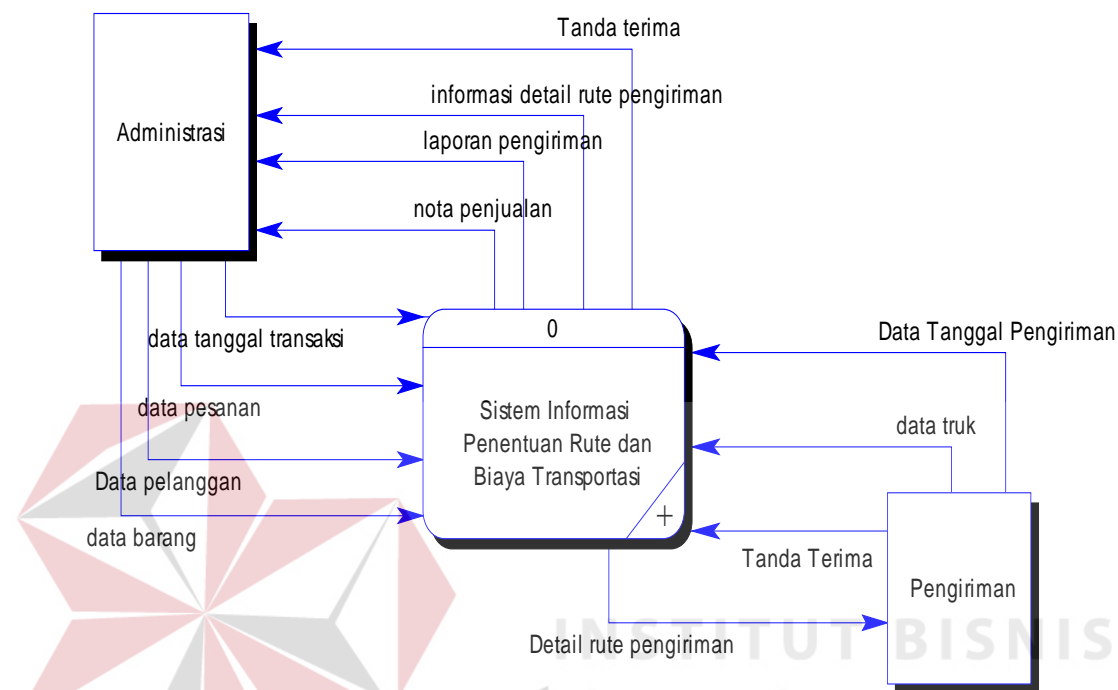 Tanda terima
informasi detail rute pengiriman
Administrasi
laporan pengiriman
nota penjualan
data tanggal transaksi
0
Data Tanggal Pengiriman
data pesanan
Sistem Informasi
Penentuan Rute dan
Biaya Transportasi
data truk
Data pelanggan
+
data barang
Tanda Terima
Pengiriman
Detail rute pengiriman
INSTITUT BISNIS